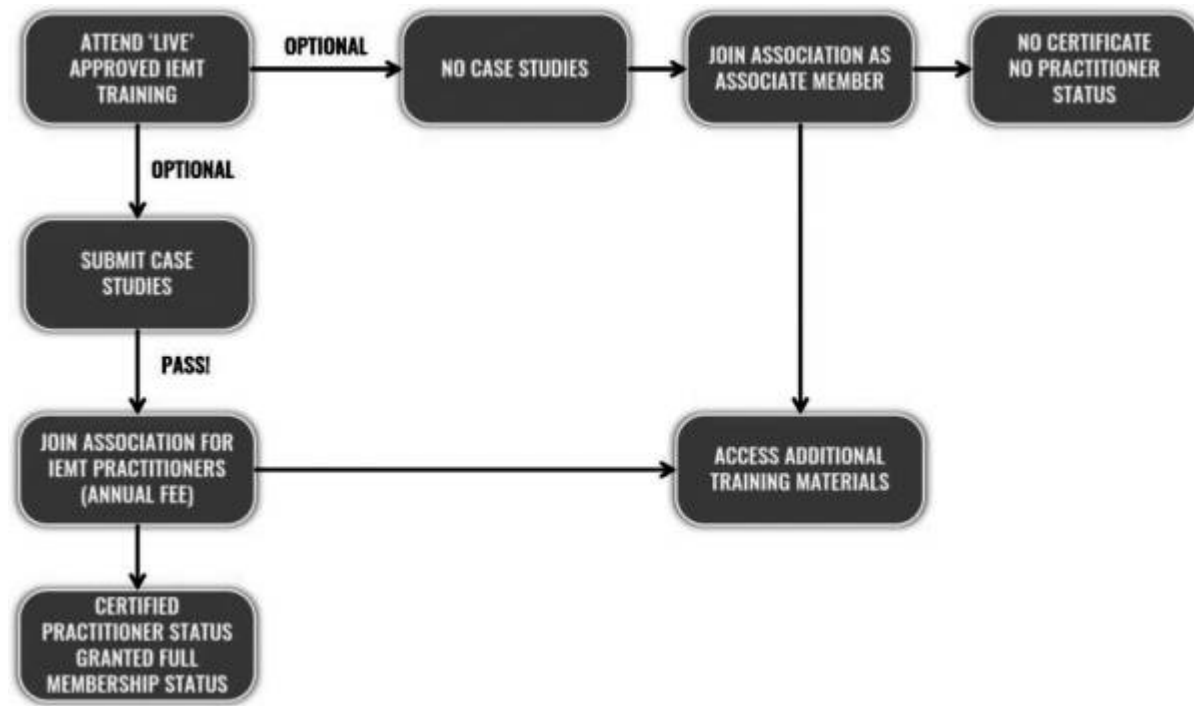 ATTEND 'LIVE'
APPROVED IEMT
TRAINING
OPTIONAL
NO CASE STUDIES
JOIN ASSOCIATION AS
ASSOCIATE MEMBER
NO CERTIFICATE
NO PRACTITIONER
STATUS
OPTIONAL
SUBMIT CASE
STUDIES
PASS!
JOIN ASSOCIATION FOR
IEMT PRACTITIONERS
(ANNUAL FEE)
ACCESS ADDITIONAL
TRAINING MATERIALS
CERTIFIED
PRACTITIONER STATUS
GRANTED FULL
MEMBERSHIP STATUS